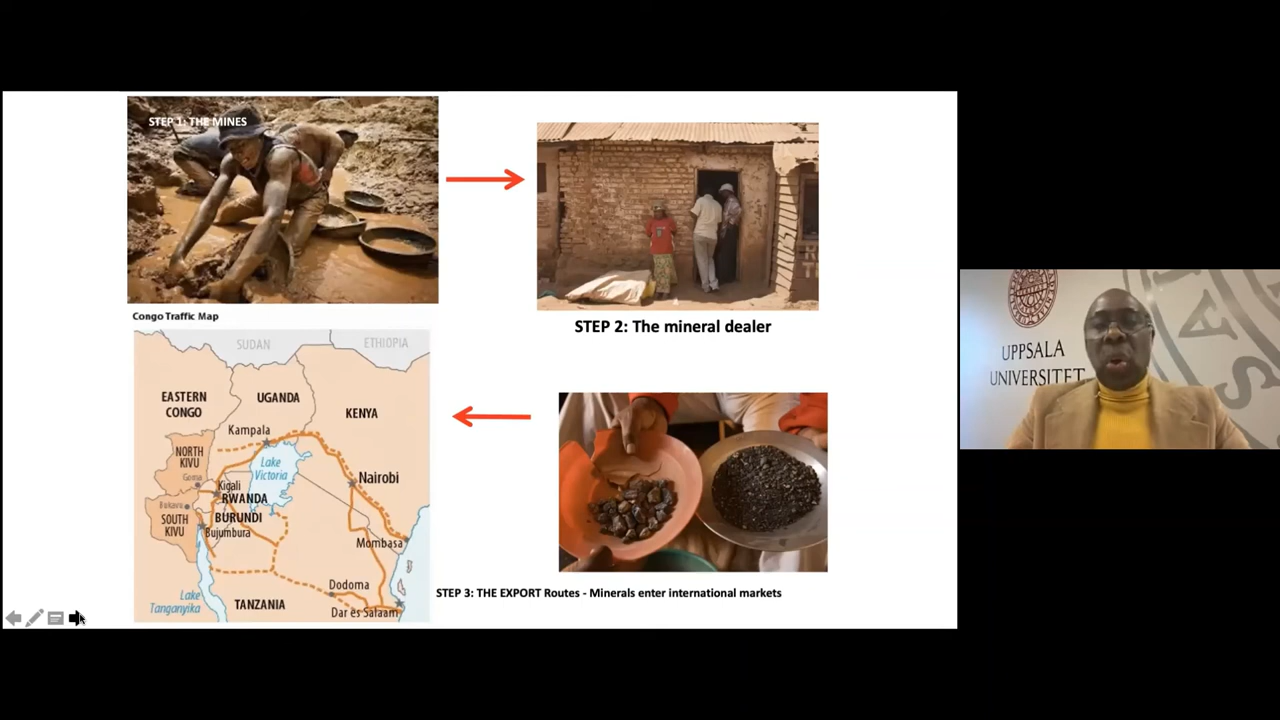 STEP 1: THE MINES
STEP 2: The mineral dealer
Congo Traffic Map
SUDAN
ETHIOPIA
EASTERN
CONGO
UGANDA
KENYA
Kampala
NORTH
KIVU
Lake
Victoria
Goma
Kigali
Nairobi
RWANDA
Bukavu
SOUTH
KIVU
BURUNDI
Bujumbura
Mombasa
Dodoma
Lake
Tanganyika
TANZANIA
Dar es Salaam
STEP 3: THE EXPORT Routes - Minerals enter international markets
UPPSALA
UNIVERSITET